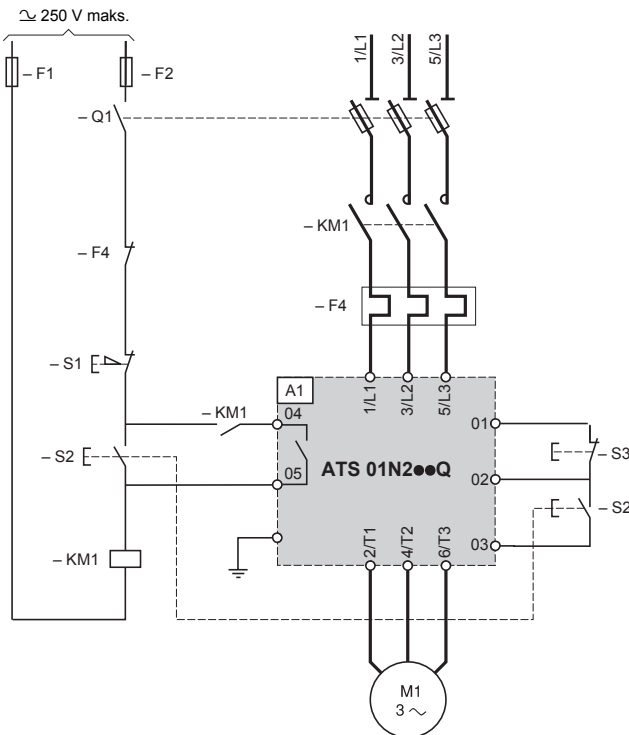 ≃ 250 V maks.
– F1
– F2
1/L1
3/L2
5/L3
– Q1
– KM1
– F4
– F4
– S1
A1
1/L1
3/L2
5/L3
– KM1
04
01
– S3
– S2
05
ATS 01N2●●Q
02
– S2
– KM1
2/T1
4/T2
6/T3
03
M1
3 ~